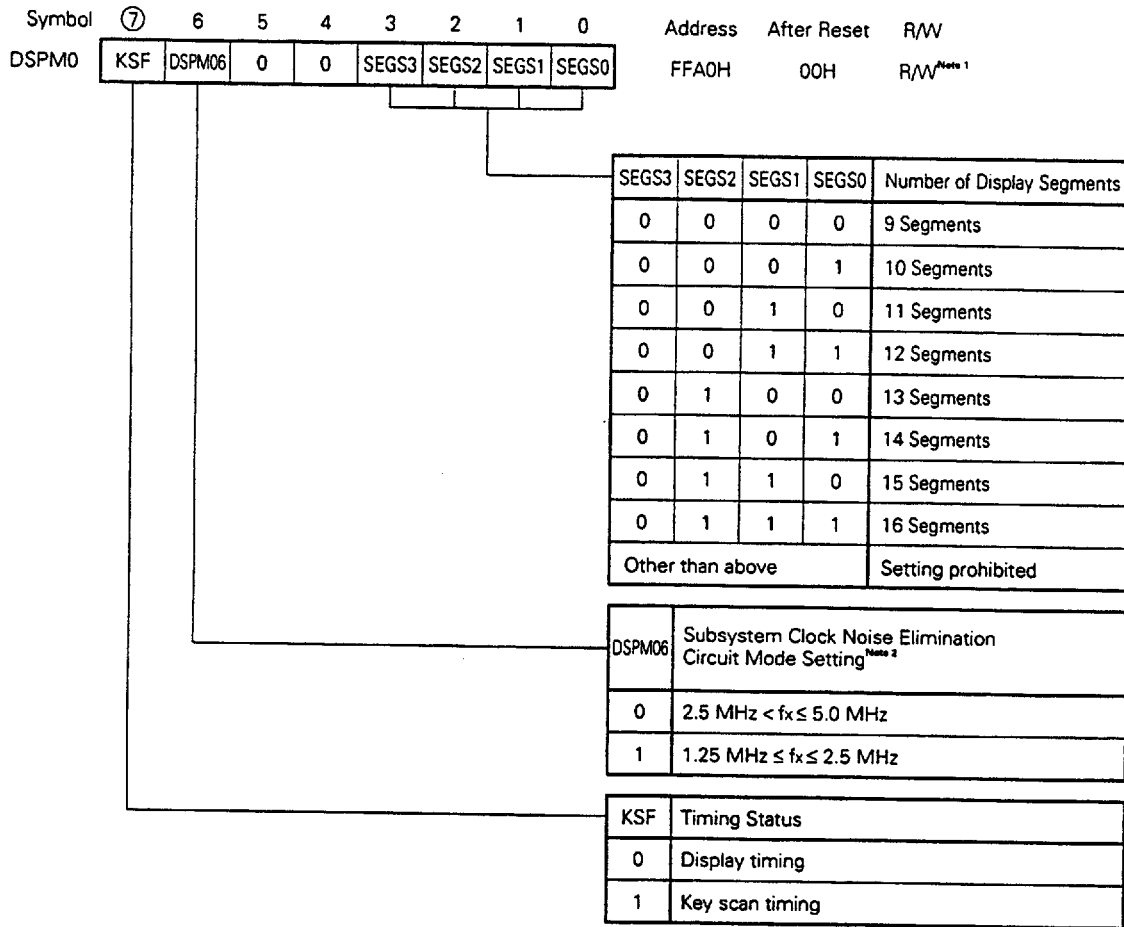 Symbol ⑦ 6 5 4 3 2 1 0 Address After Reset R/W
DSPM0 KSF DSPM06 0 0 SEGS3 SEGS2 SEGS1 SEGS0 FFA0H 00H R/W Note 1
SEGS3 SEGS2 SEGS1 SEGS0 Number of Display Segments
0 0 0 0 9 Segments
0 0 0 1 10 Segments
0 0 1 0 11 Segments
0 0 1 1 12 Segments
0 1 0 0 13 Segments
0 1 0 1 14 Segments
0 1 1 0 15 Segments
0 1 1 1 16 Segments
Other than above Setting prohibited
DSPM06 Subsystem Clock Noise Elimination
Circuit Mode Setting Note 2
0 2.5 MHz < fx ≤ 5.0 MHz
1 1.25 MHz ≤ fx ≤ 2.5 MHz
KSF Timing Status
0 Display timing
1 Key scan timing